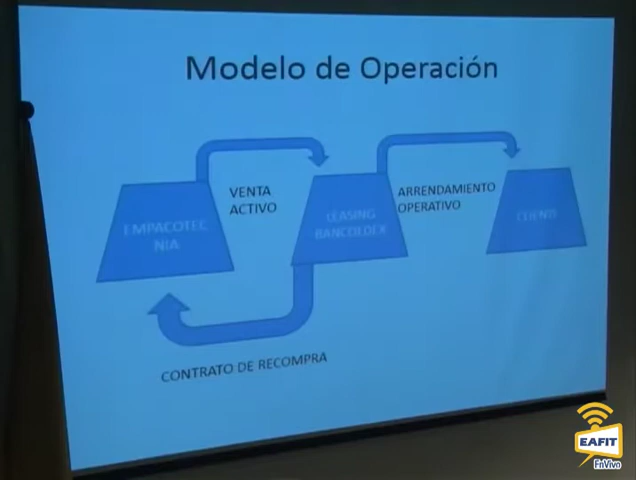 Modelo de Operación
VENTA
ACTIVO
ARRENDAMIENTO
OPERATIVO
EMPACOTEC
NIA
LEASING
BANCOLDEX
CLIENTE
CONTRATO DE RECOMPRA
EAFIT
EnVivo